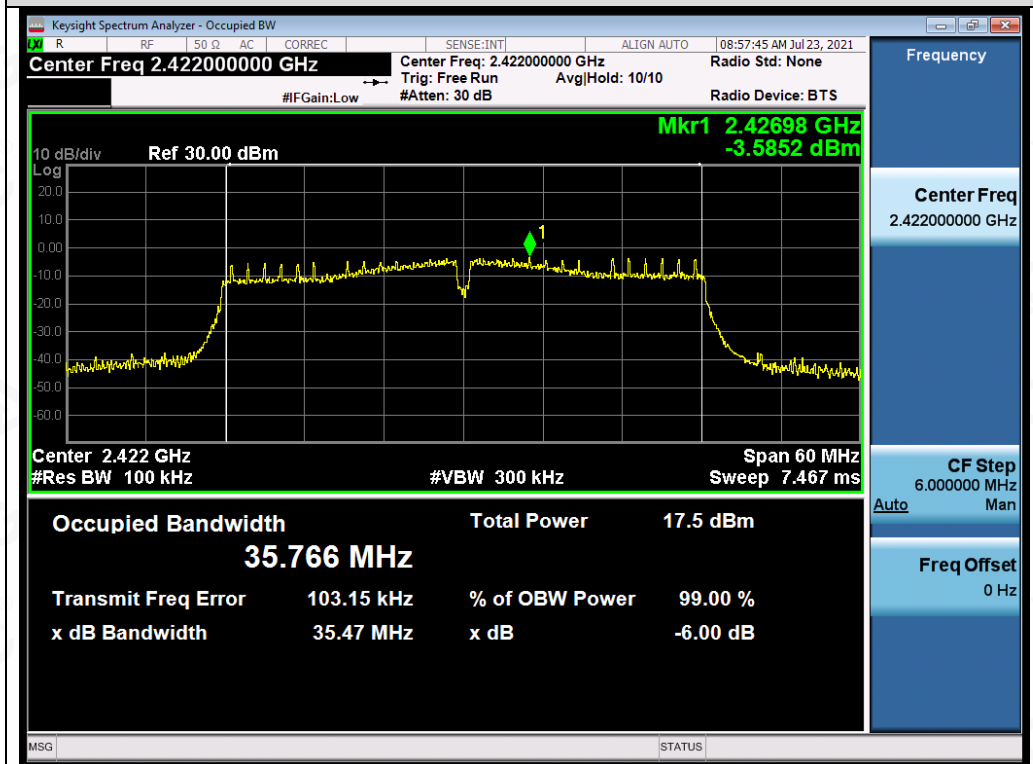 Keysight Spectrum Analyzer - Occupied BW
LXI R RF 50 Ω AC CORREC SENSE:INT ALIGN AUTO 08:57:45 AM Jul 23, 2021
Center Freq 2.422000000 GHz
Center Freq: 2.422000000 GHz Radio Std: None
Trig: Free Run Avg|Hold: 10/10
#IFGain:Low #Atten: 30 dB Radio Device: BTS
Frequency
Mkr1 2.42698 GHz
-3.5852 dBm
10 dB/div Ref 30.00 dBm
Log
20.0
10.0
0.00
-10.0
-20.0
-30.0
-40.0
-50.0
-60.0
1
Center 2.422 GHz Span 60 MHz
#Res BW 100 kHz #VBW 300 kHz Sweep 7.467 ms
Center Freq
2.422000000 GHz
CF Step
6.000000 MHz
Auto Man
Freq Offset
0 Hz
Occupied Bandwidth Total Power 17.5 dBm
35.766 MHz
Transmit Freq Error 103.15 kHz % of OBW Power 99.00 %
x dB Bandwidth 35.47 MHz x dB -6.00 dB
MSG STATUS